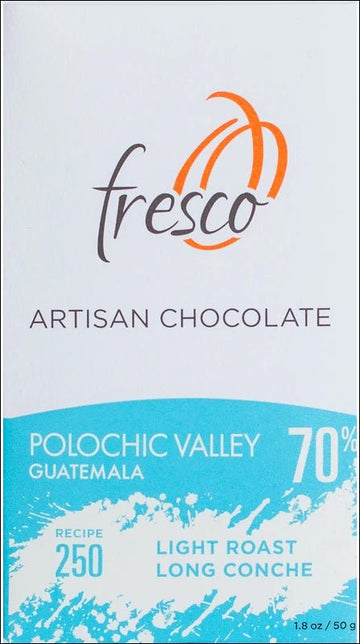 fresco
ARTISAN CHOCOLATE
POLOCHIC VALLEY 70%
GUATEMALA
RECIPE
250
LIGHT ROAST
LONG CONCHE
1.8 oz / 50 g